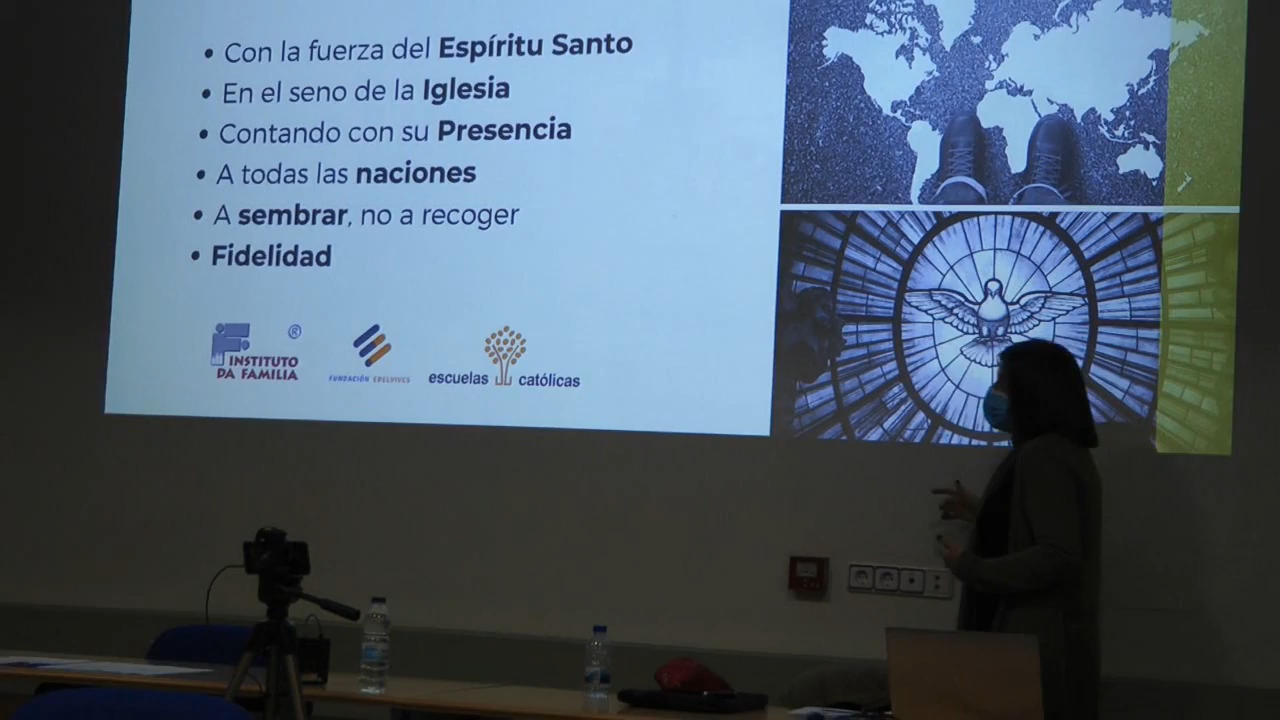 • Con la fuerza del Espíritu Santo
• En el seno de la Iglesia
• Contando con su Presencia
• A todas las naciones
• A sembrar, no a recoger
• Fidelidad
®
INSTITUTO
DA FAMILIA
FUNDACIÓN EDELVIVES
escuelas católicas